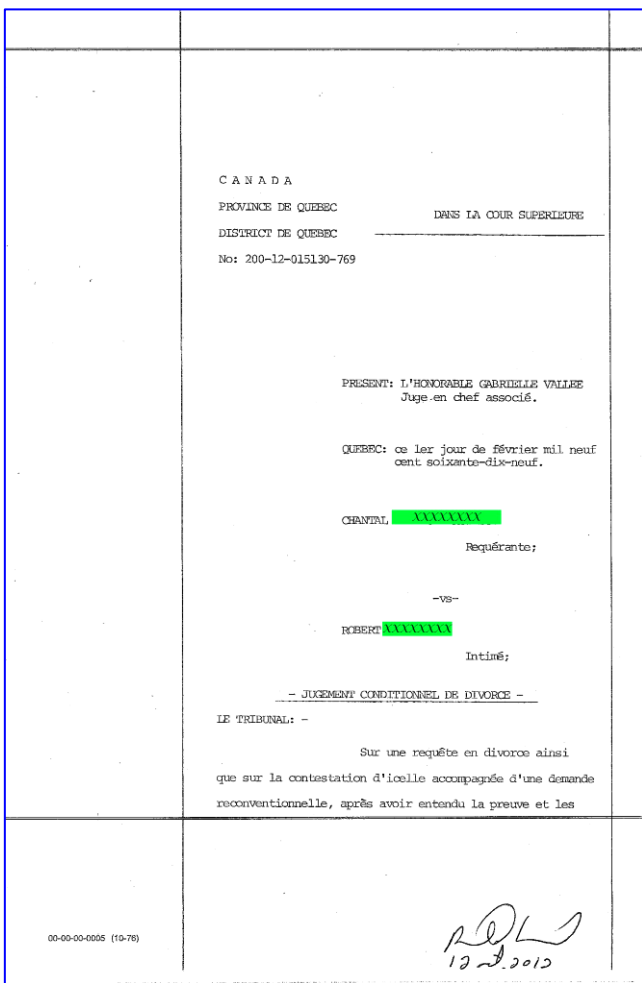 C A N A D A
PROVINCE DE QUEBEC
DANS LA COUR SUPERIEURE
DISTRICT DE QUEBEC
No: 200-12-015130-769
PRESENT: L'HONORABLE GABRIELLE VALLEE
Juge en chef associé.
QUEBEC: ce 1er jour de février mil neuf
cent soixante-dix-neuf.
CHANTAL XXXXXXXX
Requérante;
-vs-
ROBERT XXXXXXXX
Intimé;
- JUGEMENT CONDITIONNEL DE DIVORCE -
LE TRIBUNAL: -
Sur une requête en divorce ainsi
que sur la contestation d'icelle accompagnée d'une demande
reconventionnelle, après avoir entendu la preuve et les
00-00-00-0005 (10-76)
12 2012